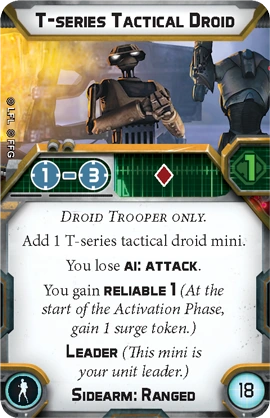 T-SERIES TACTICAL DROID
© LFL © FFG
1 - 3
1
DROID TROOPER ONLY.
Add 1 T-series tactical droid mini.
You lose AI: ATTACK.
You gain RELIABLE 1 (At
the start of the Activation Phase,
gain 1 surge token.)
LEADER (This mini is
your unit leader.)
SIDEARM: RANGED
18